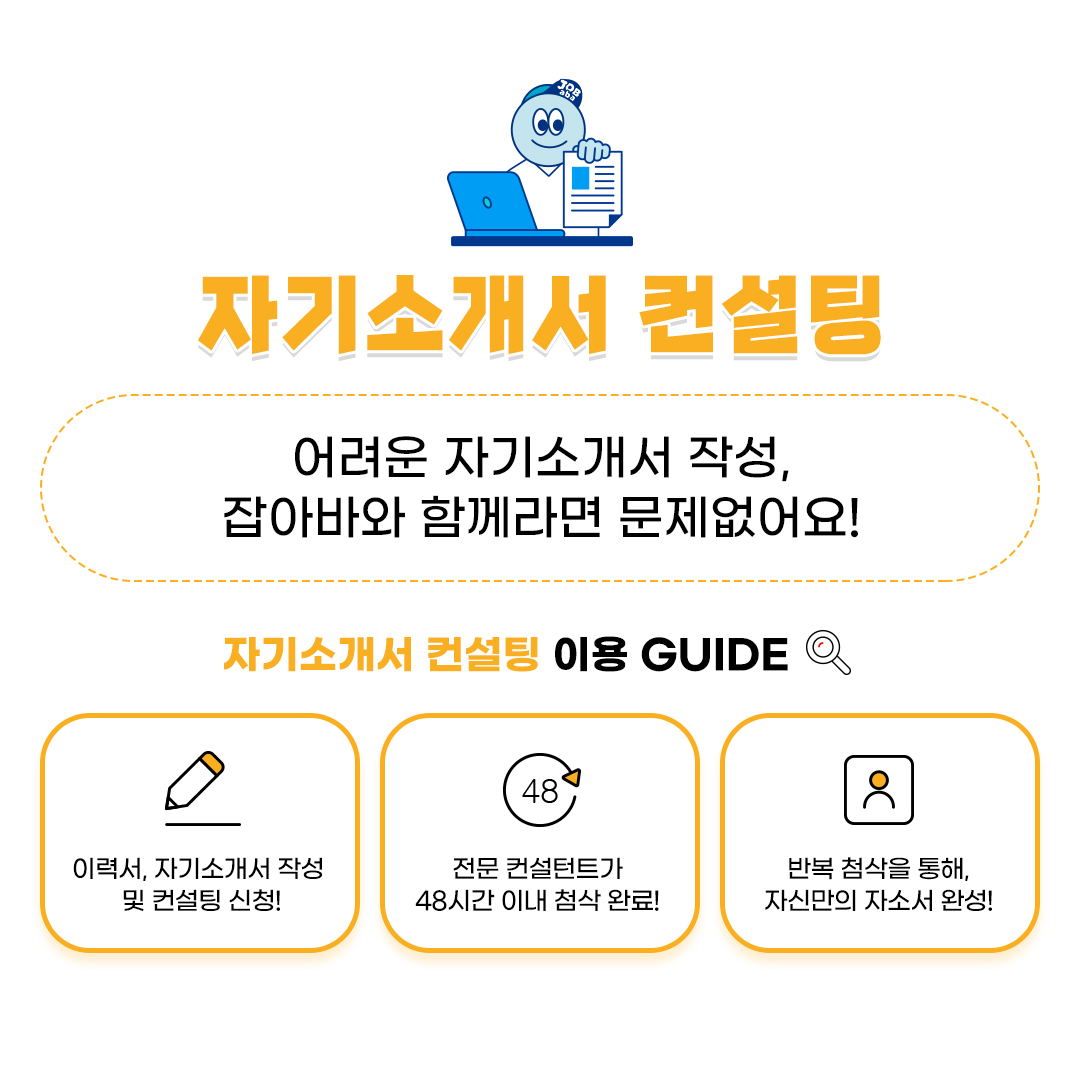 JOB
aba
자기소개서 컨설팅
어려운 자기소개서 작성,
잡아바와 함께라면 문제없어요!
자기소개서 컨설팅 이용 GUIDE
이력서, 자기소개서 작성
및 컨설팅 신청!
48
전문 컨설턴트가
48시간 이내 첨삭 완료!
반복 첨삭을 통해,
자신만의 자소서 완성!